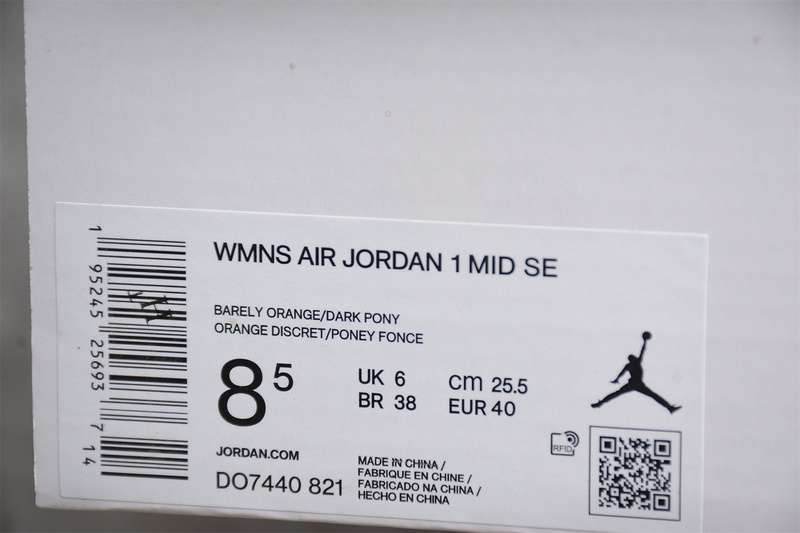 WMNS AIR JORDAN 1 MID SE
BARELY ORANGE/DARK PONY
ORANGE DISCRET/PONEY FONCE
8 5
UK 6
BR 38
cm 25.5
EUR 40
RFID
JORDAN.COM
DO7440 821
MADE IN CHINA /
FABRIQUE EN CHINE /
FABRICADO NA CHINA /
HECHO EN CHINA
1 95245 25693 7 14